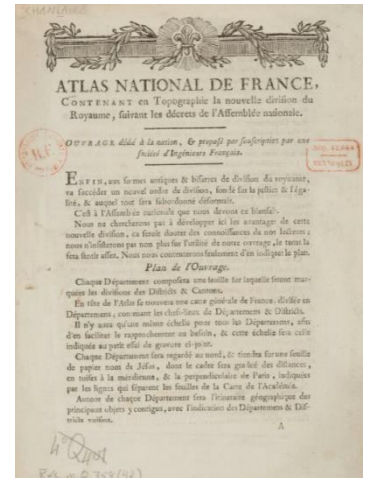 CHANLAIRE
ATLAS NATIONAL DE FRANCE,
CONTENANT en Topographie la nouvelle division du
Royaume, suivant les décrets de l'Assemblée nationale.
OUVRAGE dédié à la nation, & proposé par souscription par une
société d'Ingénieurs Français.
R.F.
ENFIN, aux formes antiques & bisarres de division du royaume,
va succéder un nouvel ordre de division, fondé sur la justice & l'éga-
lité, & auquel tout sera subordonné désormais.
C'est à l'Assemblée nationale que nous devons ce bienfait.
Nous ne chercherons pas à développer ici les avantages de cette
nouvelle division, ce seroit douter des connoissances de nos lecteurs ;
nous n'insisterons pas non plus sur l'utilité de notre ouvrage, le tems la
fera sentir assez. Nous nous contenterons seulement d'en indiquer le plan.
Plan de l'Ouvrage.
Chaque Département composera une feuille sur laquelle seront mar-
quées les divisions des Districts & Cantons.
En tête de l'Atlas se trouvera une carte générale de France, divisée en
Départemens, contenant les chefs-lieux de Département & Districts.
Il n'y aura qu'une même échelle pour tous les Départemens, afin
d'en faciliter le rapprochement au besoin, & cette échelle sera celle
indiquée au petit essai de gravure ci-joint.
Chaque Département sera regardé au nord, & tiendra sur une feuille
de papier nom de Jésus, dont le cadre sera gradué des distances,
en toises à la méridienne, & la perpendiculaire de Paris, indiquées
par les lignes qui séparent les feuilles de la Carte de l'Académie.
Autour de chaque Département sera l'itinéraire géographique des
principaux objets y contigus, avec l'indication des Département & Dis-
tricts voisins.
A